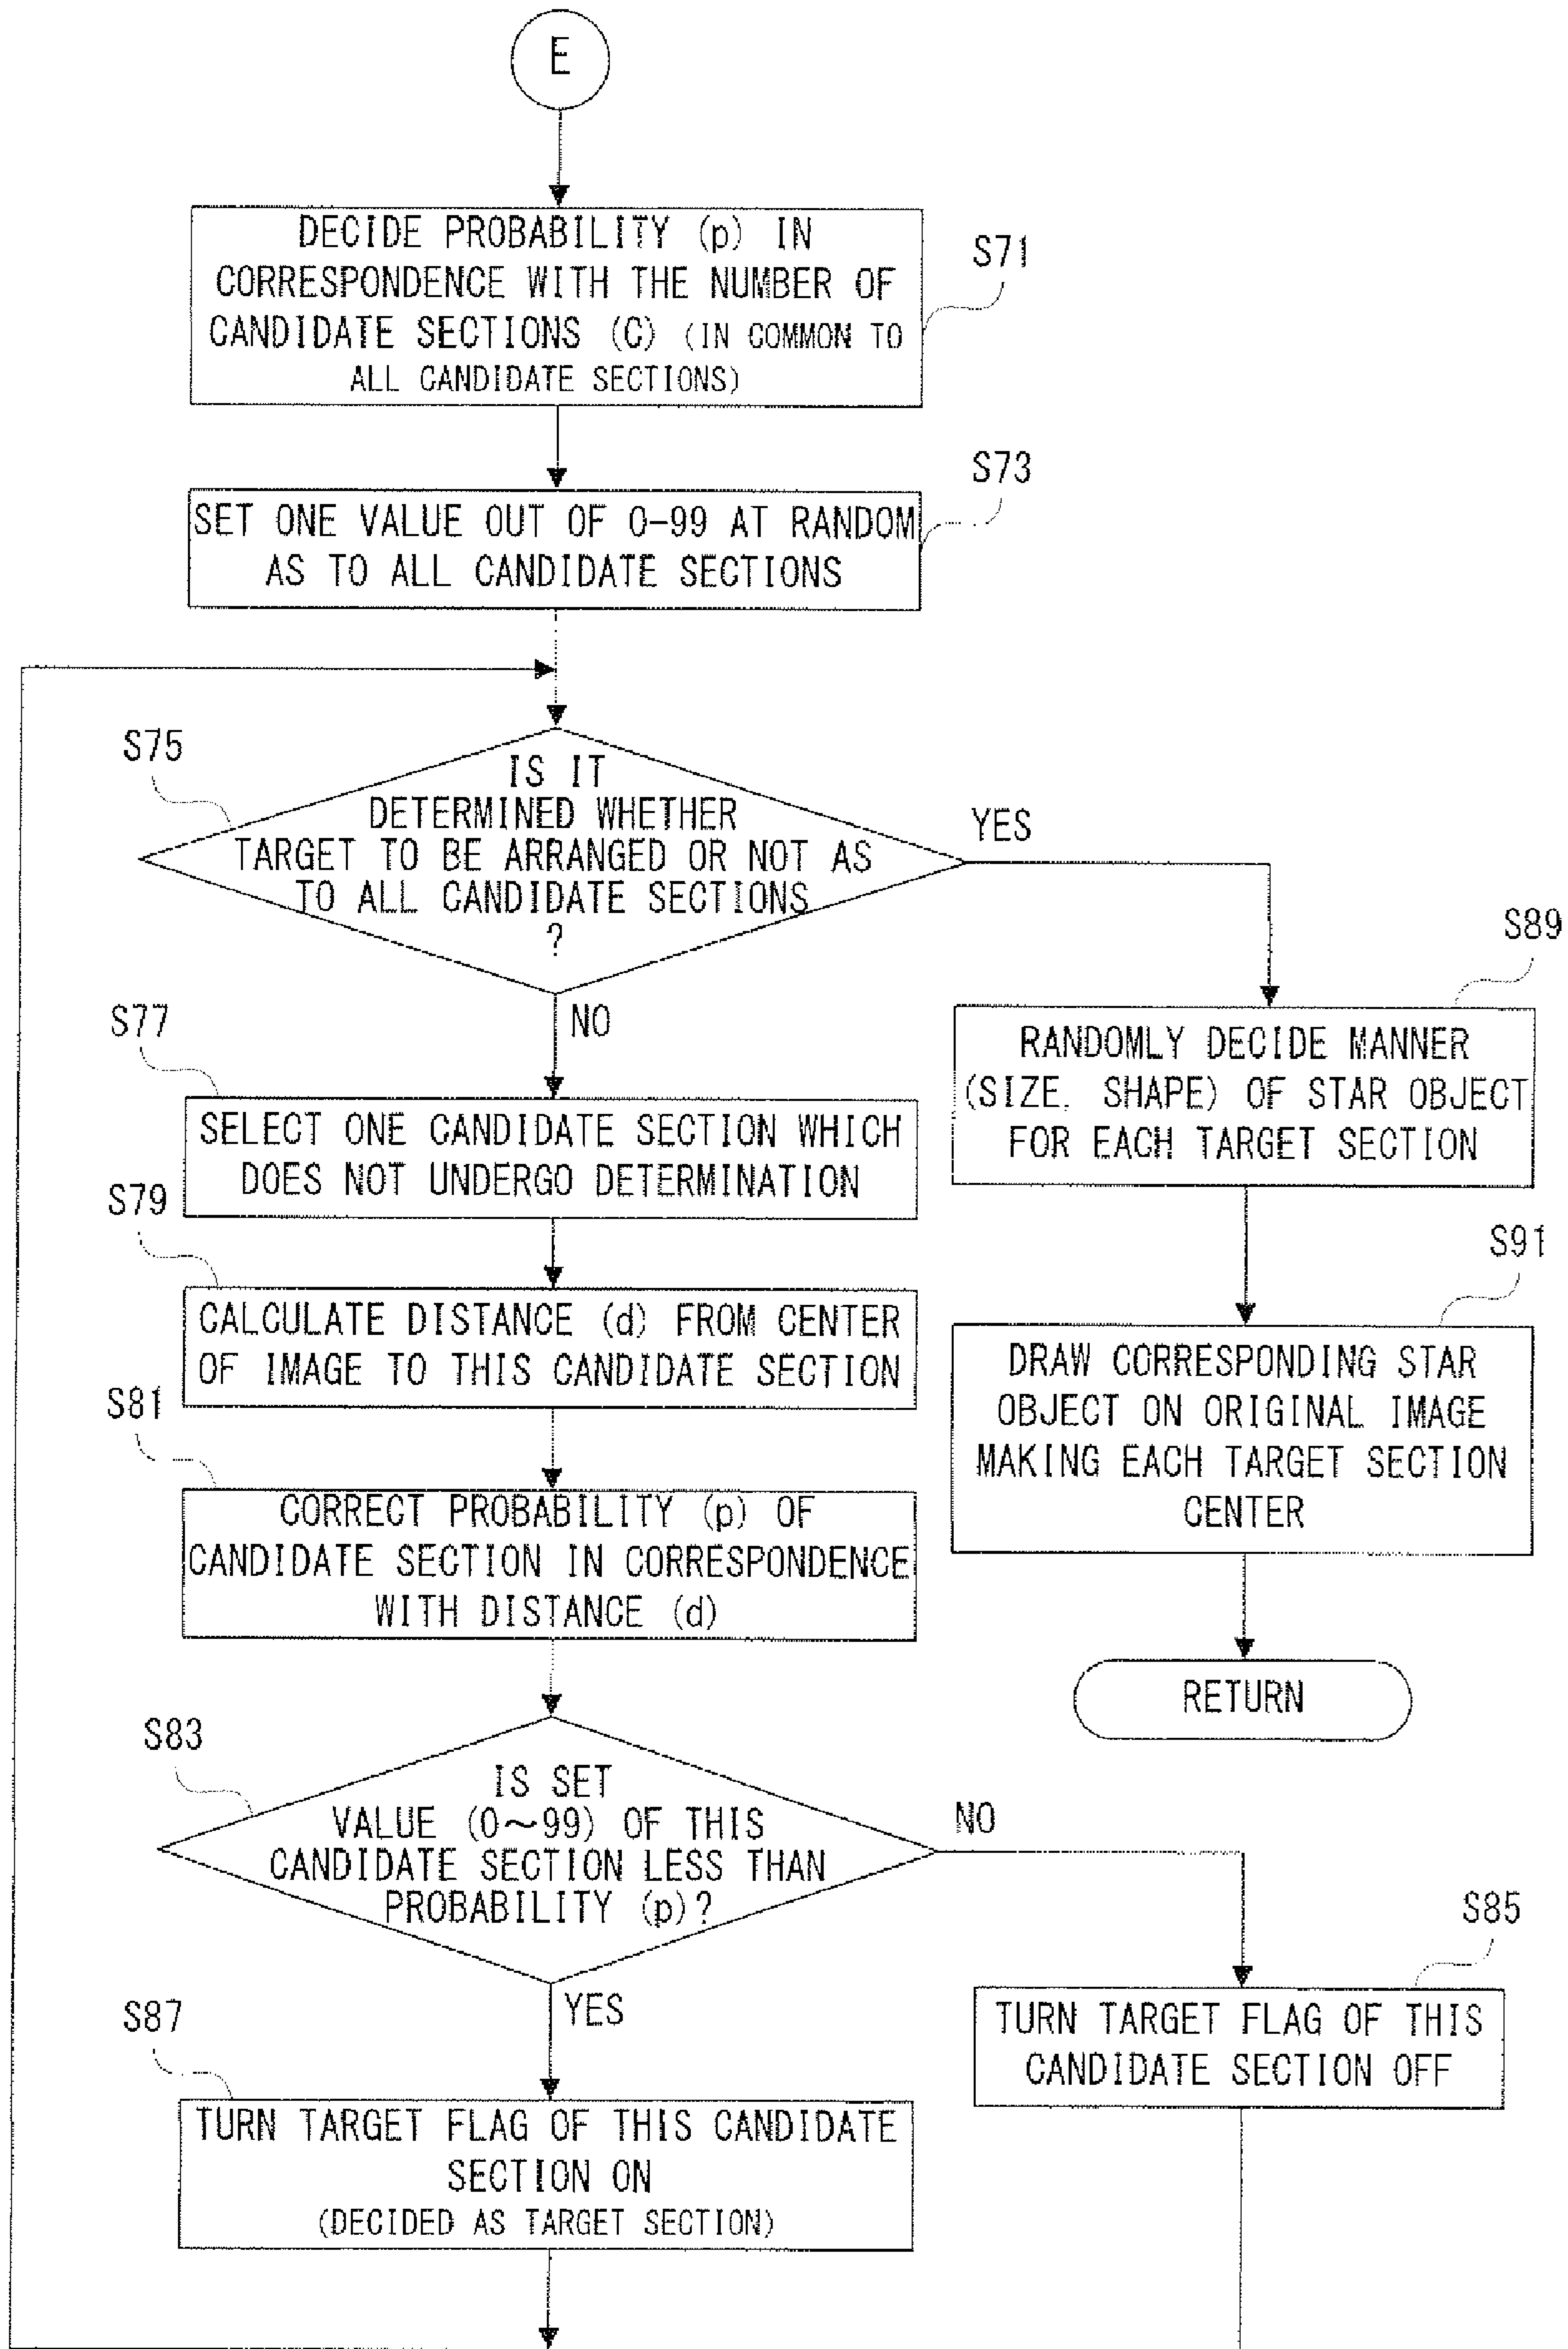 E
DECIDE PROBABILITY (p) IN
CORRESPONDENCE WITH THE NUMBER OF
CANDIDATE SECTIONS (C) (IN COMMON TO
ALL CANDIDATE SECTIONS)
S71
SET ONE VALUE OUT OF 0-99 AT RANDOM
AS TO ALL CANDIDATE SECTIONS
S73
S75
IS IT
DETERMINED WHETHER
TARGET TO BE ARRANGED OR NOT AS
TO ALL CANDIDATE SECTIONS
?
YES
NO
S77
SELECT ONE CANDIDATE SECTION WHICH
DOES NOT UNDERGO DETERMINATION
S79
CALCULATE DISTANCE (d) FROM CENTER
OF IMAGE TO THIS CANDIDATE SECTION
S81
CORRECT PROBABILITY (p) OF
CANDIDATE SECTION IN CORRESPONDENCE
WITH DISTANCE (d)
S83
IS SET
VALUE (0~99) OF THIS
CANDIDATE SECTION LESS THAN
PROBABILITY (p)?
NO
YES
S87
TURN TARGET FLAG OF THIS CANDIDATE
SECTION ON
(DECIDED AS TARGET SECTION)
S85
TURN TARGET FLAG OF THIS
CANDIDATE SECTION OFF
S89
RANDOMLY DECIDE MANNER
(SIZE, SHAPE) OF STAR OBJECT
FOR EACH TARGET SECTION
S91
DRAW CORRESPONDING STAR
OBJECT ON ORIGINAL IMAGE
MAKING EACH TARGET SECTION
CENTER
RETURN